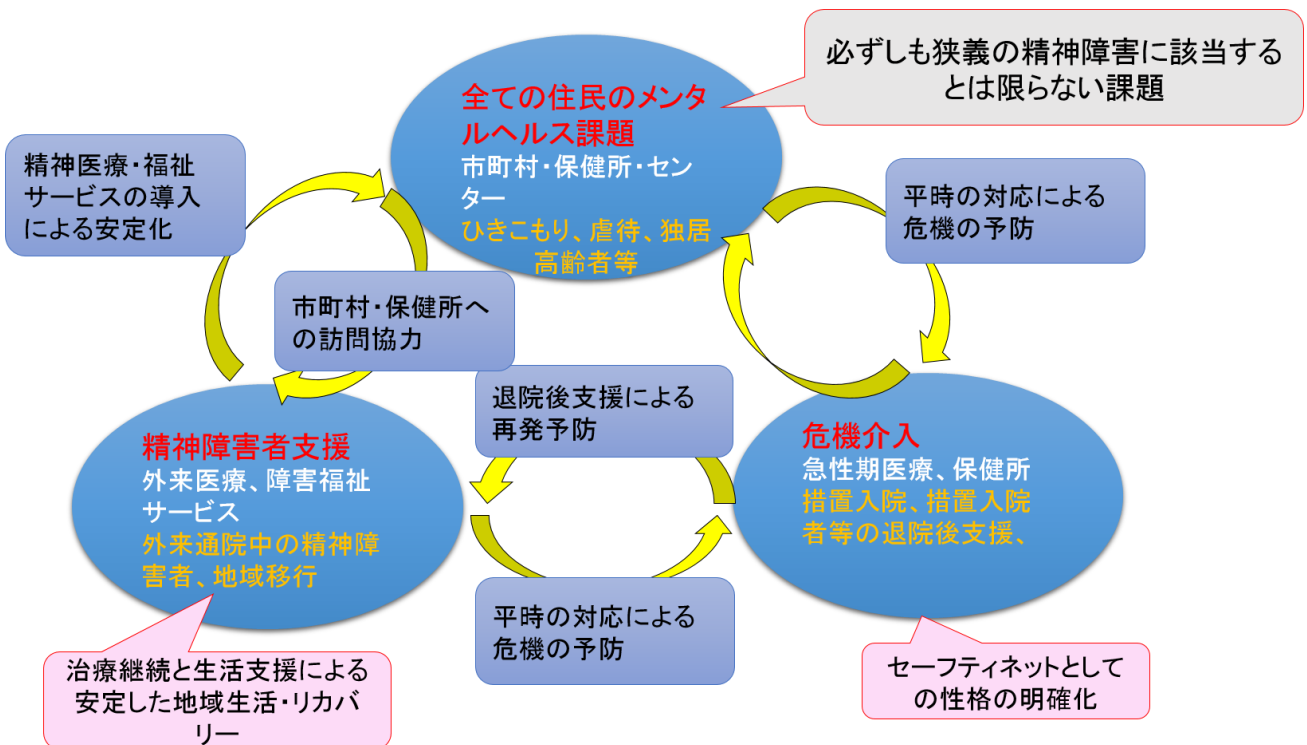 必ずしも狭義の精神障害に該当する
とは限らない課題
全ての住民のメンタ
ルヘルス課題
市町村・保健所・セン
ター
ひきこもり、虐待、独居
高齢者等
精神医療・福祉
サービスの導入
による安定化
平時の対応による
危機の予防
市町村・保健所へ
の訪問協力
退院後支援による
再発予防
精神障害者支援
外来医療、障害福祉
サービス
外来通院中の精神障
害者、地域移行
危機介入
急性期医療、保健所
措置入院、措置入院
者等の退院後支援、
平時の対応による
危機の予防
治療継続と生活支援による
安定した地域生活・リカバ
リー
セーフティネットとして
の性格の明確化